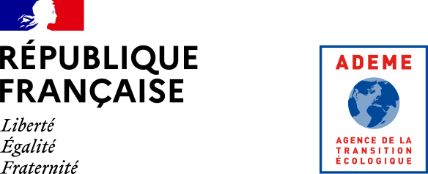 RÉPUBLIQUE
FRANÇAISE
Liberté
Égalité
Fraternité
ADEME
AGENCE DE LA
TRANSITION
ÉCOLOGIQUE